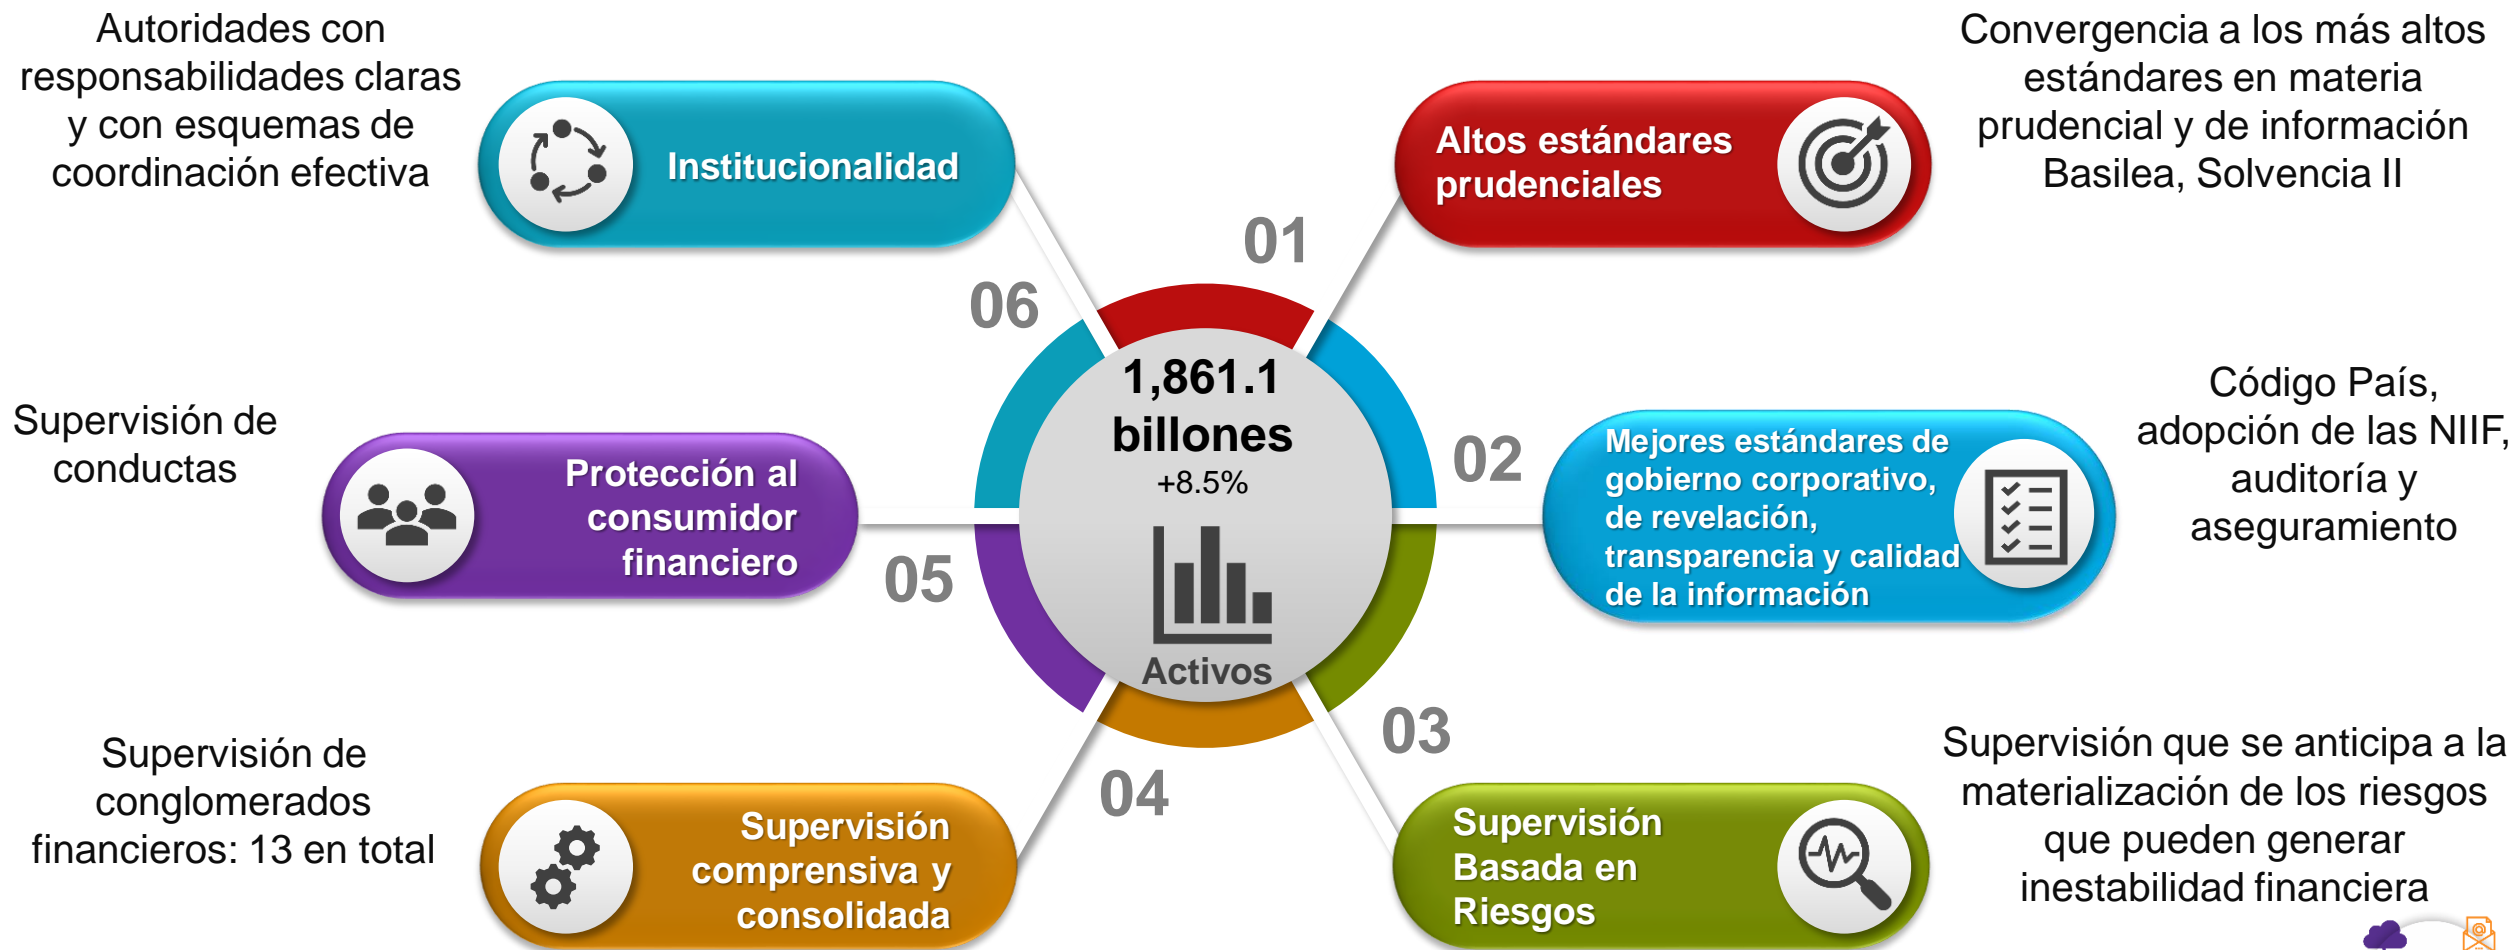 Autoridades con
responsabilidades claras
y con esquemas de
coordinación efectiva
Institucionalidad
Altos estándares
prudenciales
Convergencia a los más altos
estándares en materia
prudencial y de información
Basilea, Solvencia II
01
06
1,861.1
billones
+8.5%
Activos
02
Mejores estándares de
gobierno corporativo,
de revelación,
transparencia y calidad
de la información
Código País,
adopción de las NIIF,
auditoría y
aseguramiento
Supervisión de
conductas
Protección al
consumidor
financiero
05
03
04
Supervisión de
conglomerados
financieros: 13 en total
Supervisión
comprensiva y
consolidada
Supervisión
Basada en
Riesgos
Supervisión que se anticipa a la
materialización de los riesgos
que pueden generar
inestabilidad financiera